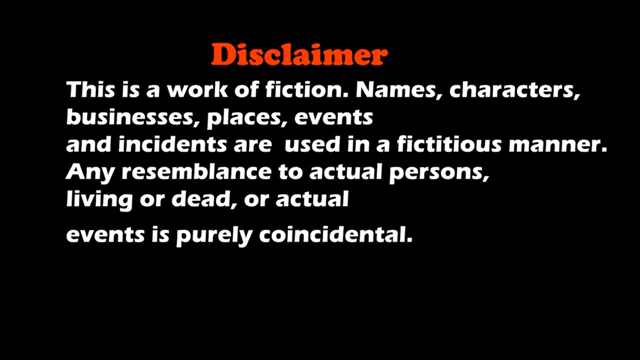 Disclaimer
This is a work of fiction. Names, characters,
businesses, places, events
and incidents are used in a fictitious manner.
Any resemblance to actual persons,
living or dead, or actual
events is purely coincidental.